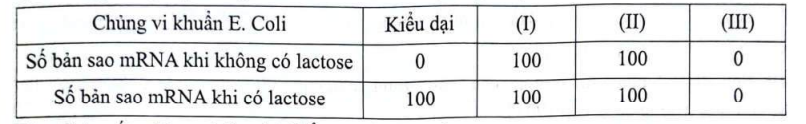 Chủng vi khuẩn E. Coli Kiểu dại (I) (II) (III)
Số bản sao mRNA khi không có lactose 0 100 100 0
Số bản sao mRNA khi có lactose 100 100 100 0